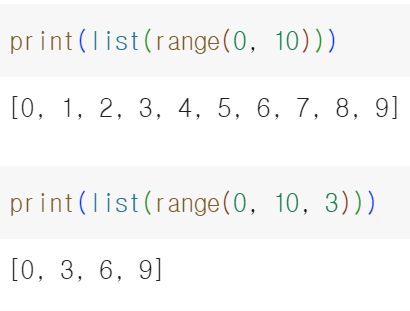 print(list(range(0, 10)))
[0, 1, 2, 3, 4, 5, 6, 7, 8, 9]
print(list(range(0, 10, 3)))
[0, 3, 6, 9]